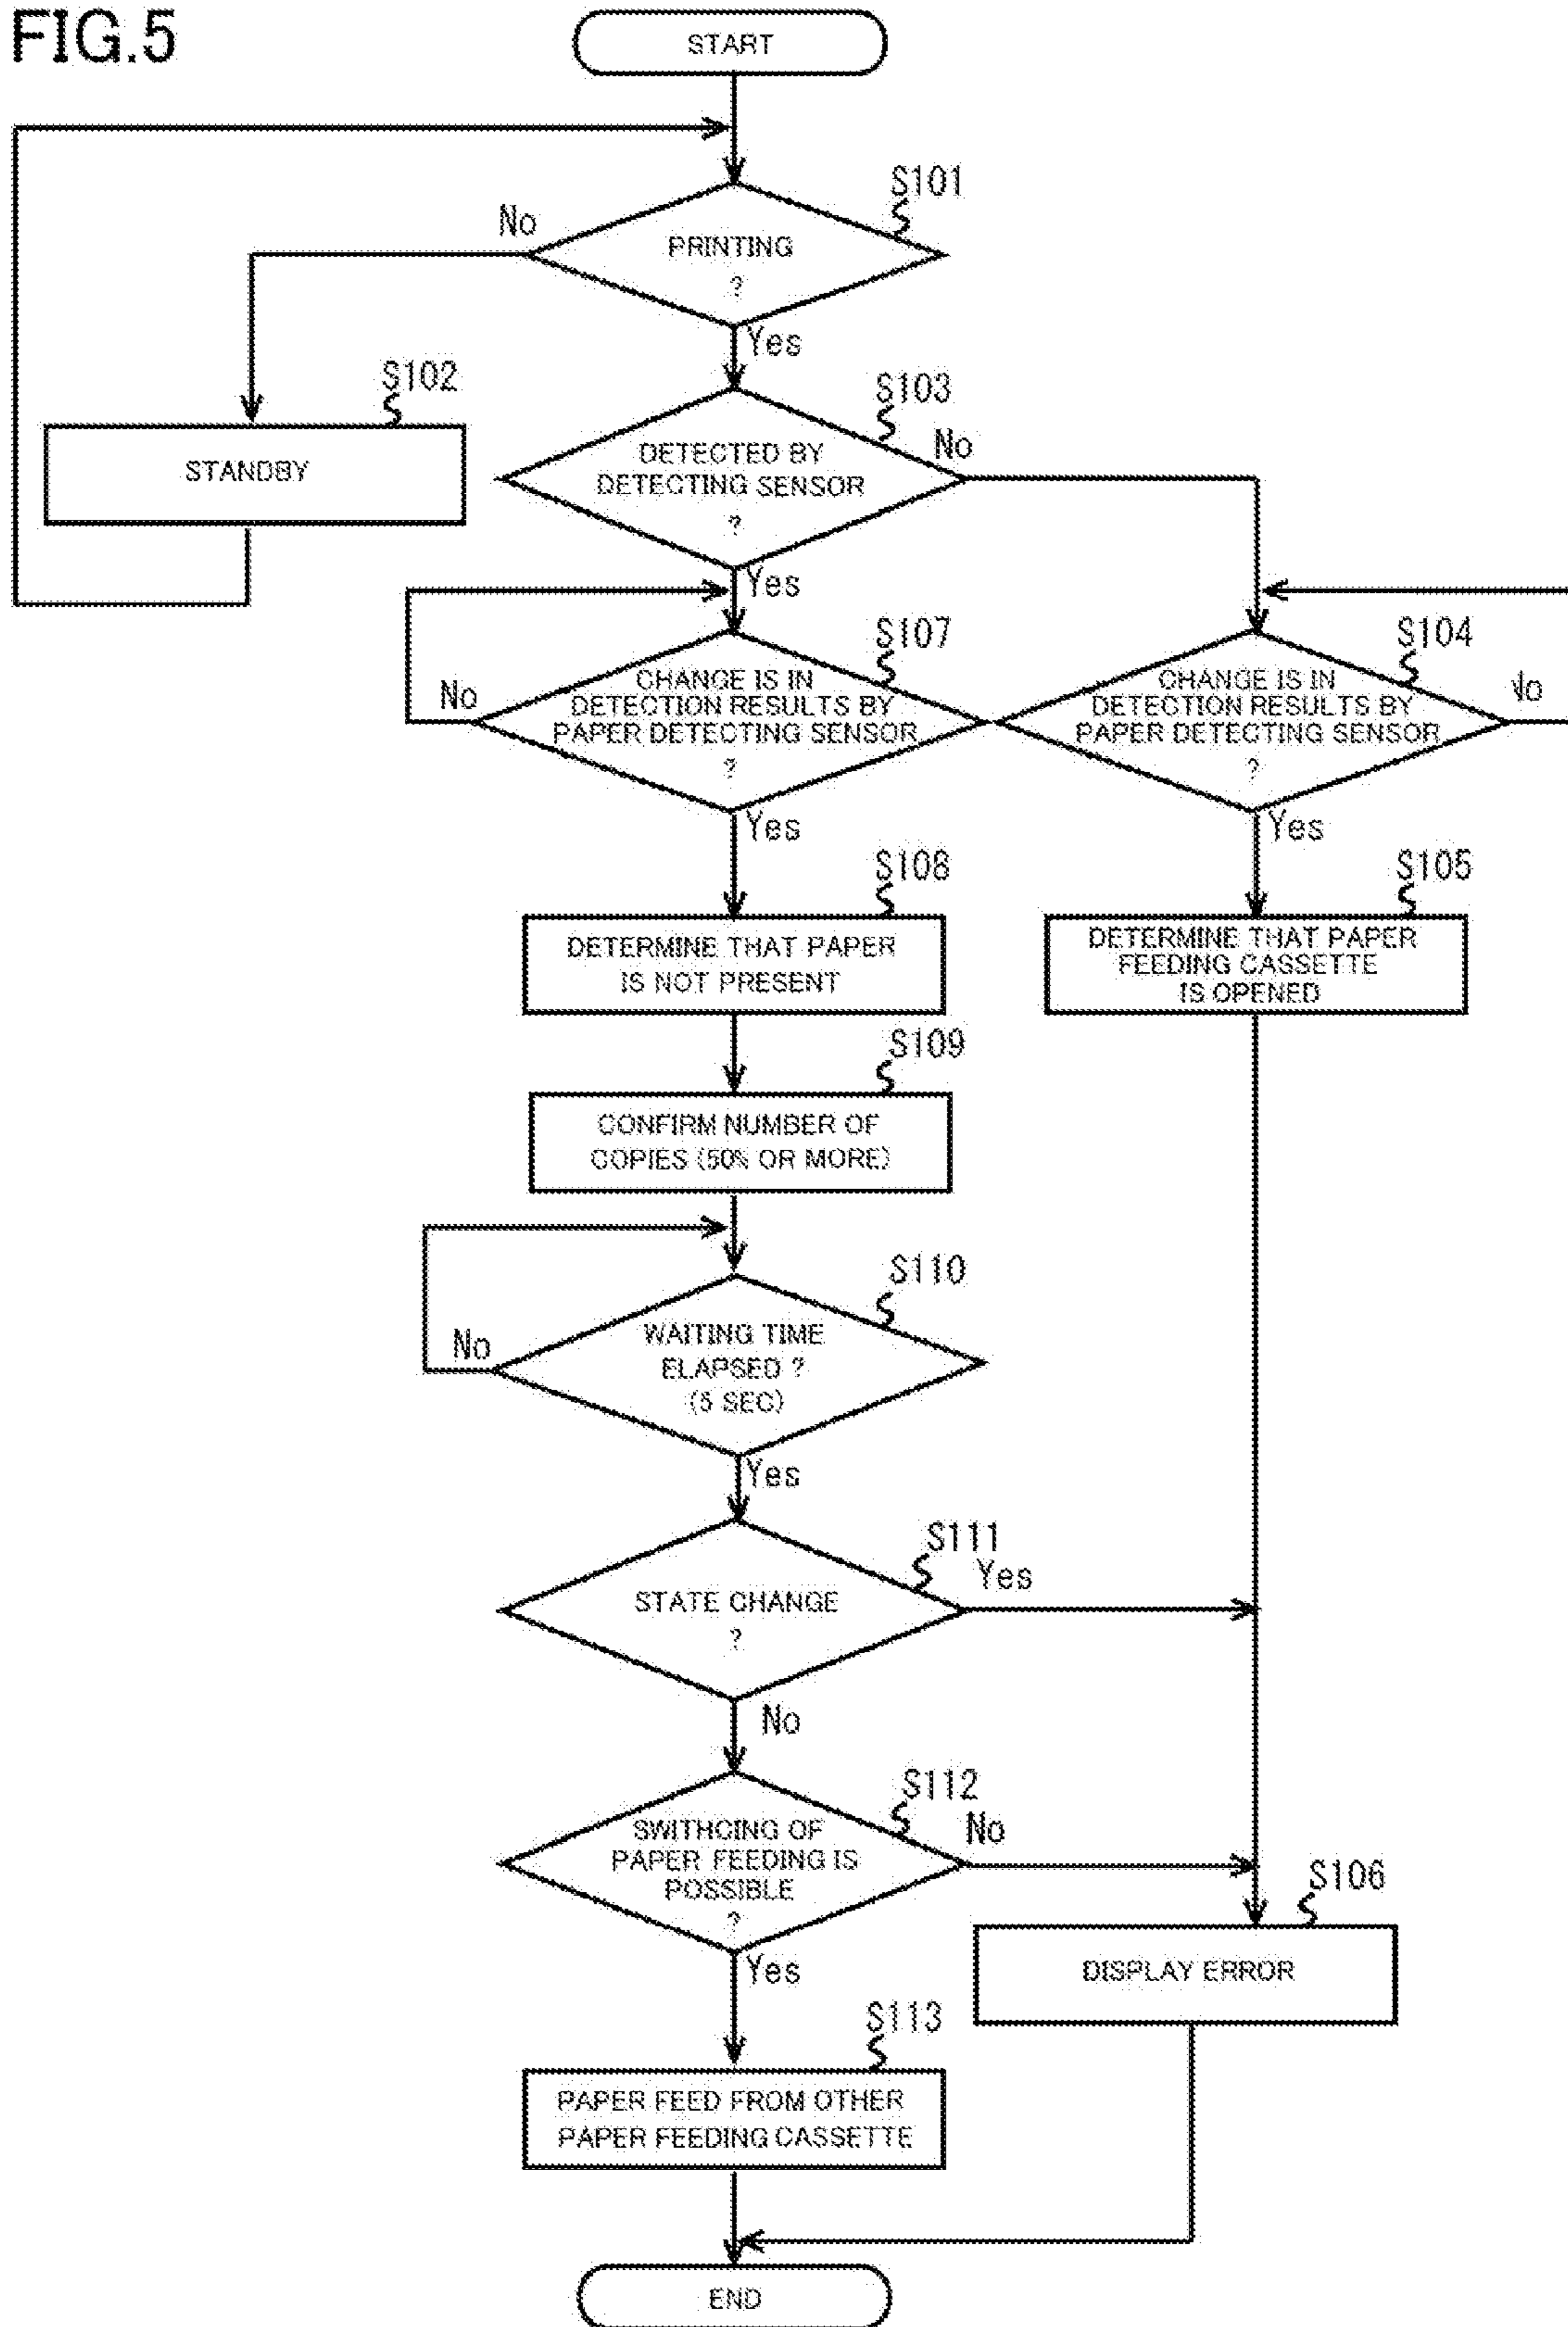 FIG.5
START
S101
No
PRINTING
?
Yes
S102
STANDBY
S103
No
DETECTED BY
DETECTING SENSOR
?
Yes
S107
No
CHANGE IS IN
DETECTION RESULTS BY
PAPER DETECTING SENSOR
?
Yes
S104
CHANGE IS IN
DETECTION RESULTS BY
PAPER DETECTING SENSOR
?
No
Yes
S108
DETERMINE THAT PAPER
IS NOT PRESENT
S105
DETERMINE THAT PAPER
FEEDING CASSETTE
IS OPENED
S109
CONFIRM NUMBER OF
COPIES (50% OR MORE)
S110
No
WAITING TIME
ELAPSED ?
(5 SEC)
Yes
S111
Yes
STATE CHANGE
?
No
S112
No
SWITHCING OF
PAPER FEEDING IS
POSSIBLE
?
Yes
S106
DISPLAY ERROR
S113
PAPER FEED FROM OTHER
PAPER FEEDING CASSETTE
END